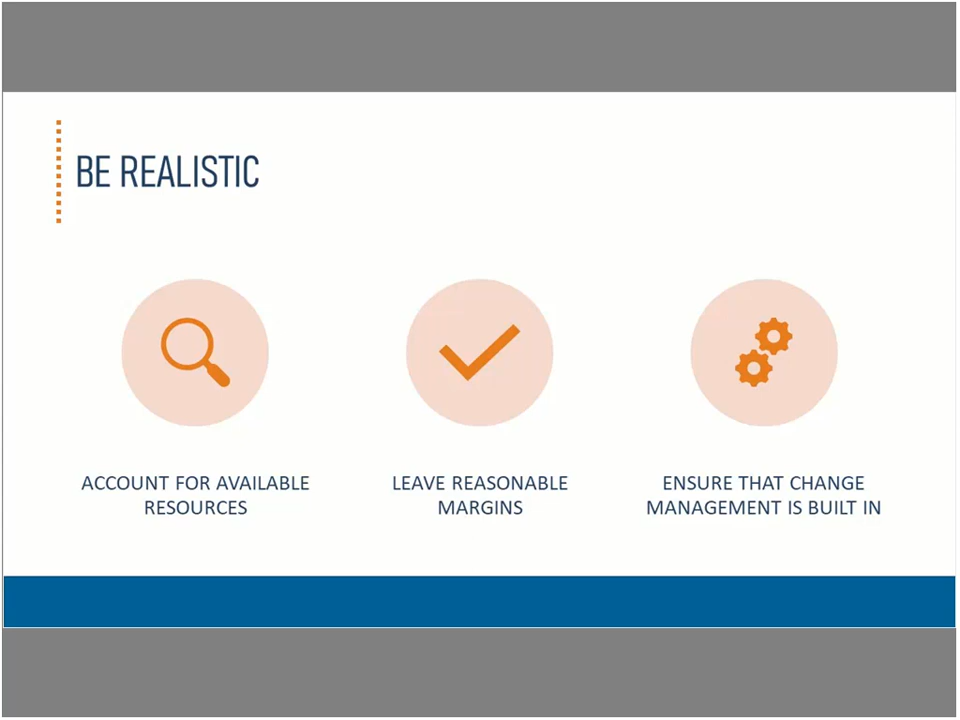 BE REALISTIC
ACCOUNT FOR AVAILABLE
RESOURCES
LEAVE REASONABLE
MARGINS
ENSURE THAT CHANGE
MANAGEMENT IS BUILT IN